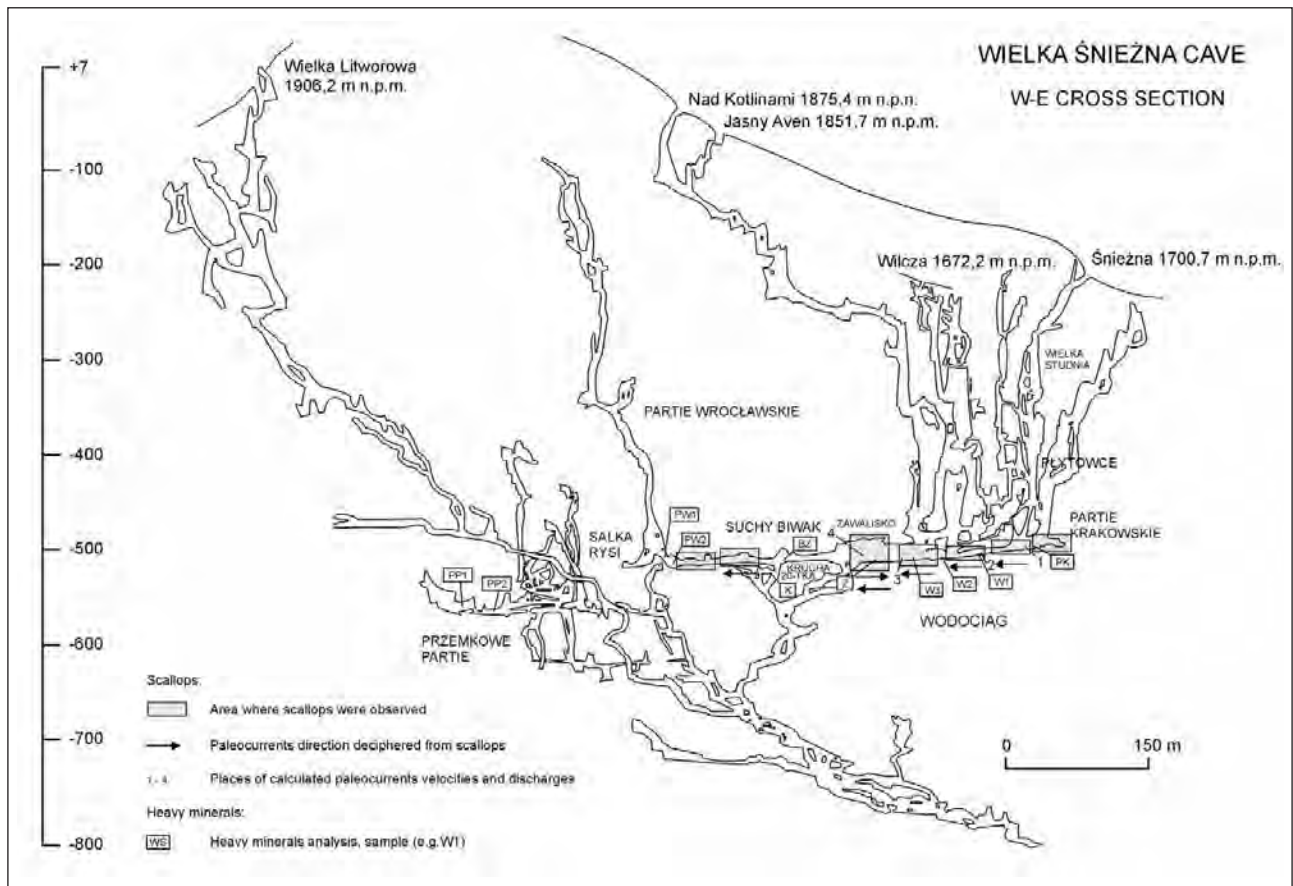 WIELKA ŚNIEŻNA CAVE
W-E CROSS SECTION
+7
-100
-200
-300
-400
-500
-600
-700
-800
Wielka Litworowa
1906,2 m n.p.m.
Nad Kotlinami 1875,4 m n.p.n.
Jasny Aven 1851,7 m n.p.m.
Wilcza 1672,2 m n.p.m.
Śnieżna 1700,7 m n.p.m.
WIELKA
STUDNIA
PARTIE WROCŁAWSKIE
PŁYTOWCE
PARTIE
KRAKOWSKIE
SALKA
RYSI
PW1
PW2
SUCHY BIWAK
BZ
ZAWALISKO
4
KRUCHA
K
Z
3
W3
W2
2
W1
1
PK
WODOCIĄG
PP1
PP2
PRZEMKOWE
PARTIE
Scallops:
Area where scallops were observed
Paleocurrents direction deciphered from scallops
1 - 4 Places of calculated paleocurrents velocities and discharges
Heavy minerals:
Heavy minerals analysis, sample (e.g.W1)
0 150 m